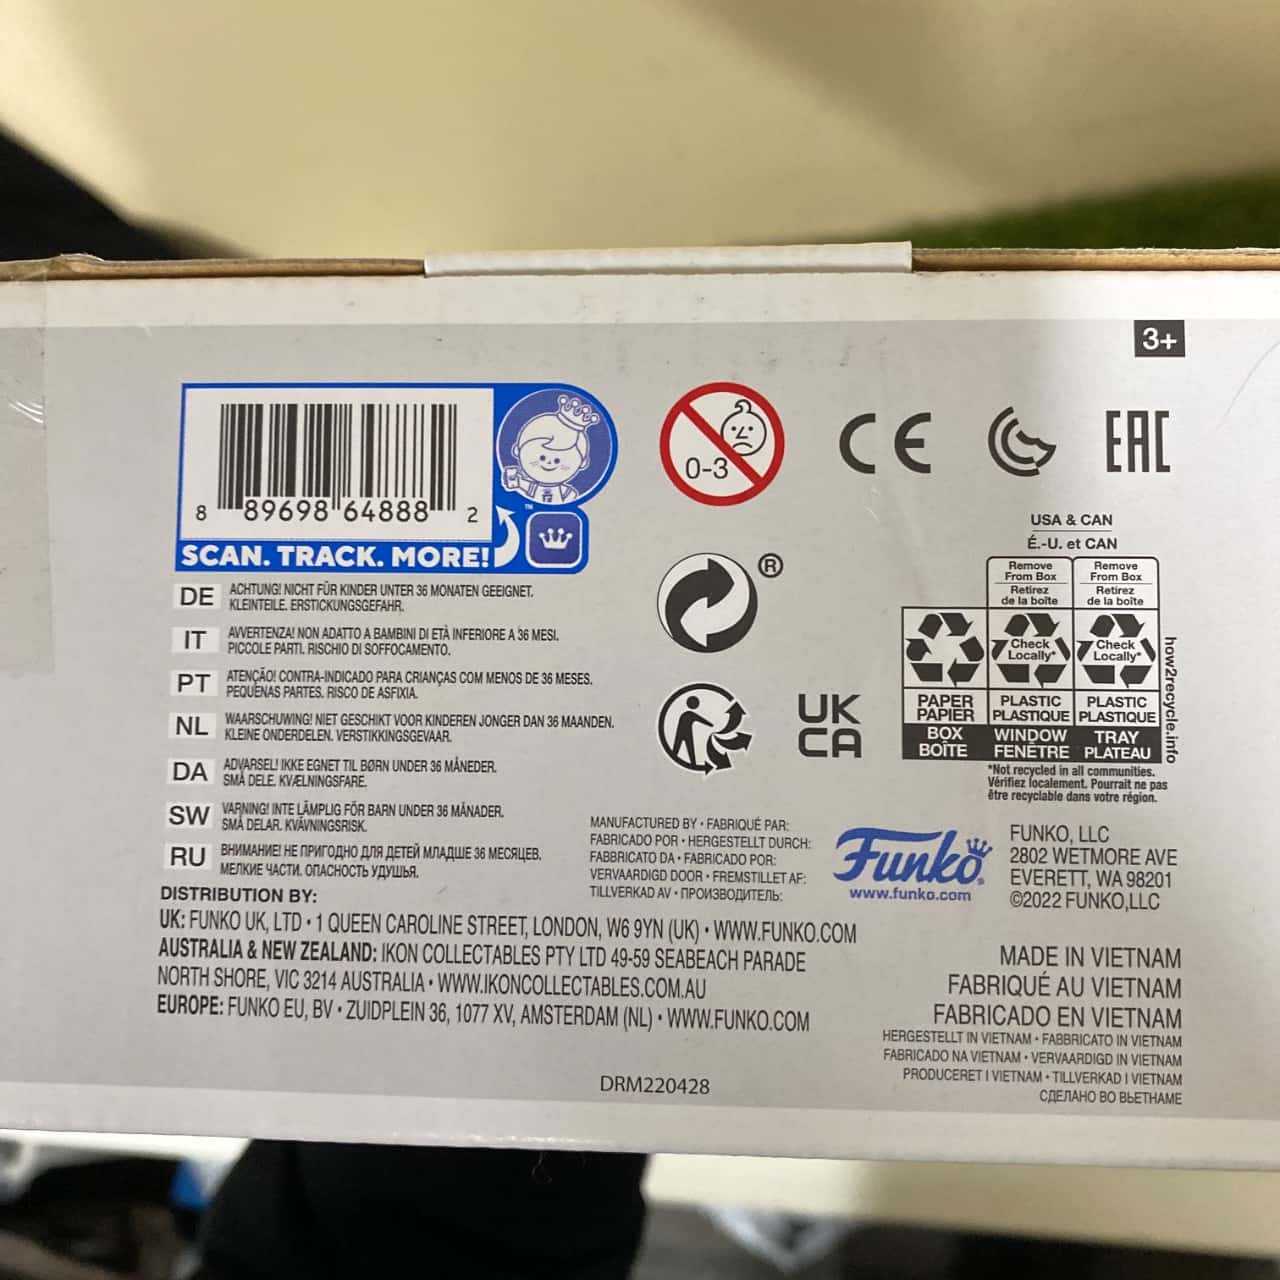 3+
8 89698 64888 2
™
SCAN. TRACK. MORE!
0-3
CE
EAC
®
UK
CA
USA & CAN
É.-U. et CAN
Remove
From Box
Retirez
de la boîte
Remove
From Box
Retirez
de la boîte
Check
Locally*
Check
Locally*
PAPER
PAPIER
BOX
BOÎTE
PLASTIC
PLASTIQUE
WINDOW
FENÊTRE
PLASTIC
PLASTIQUE
TRAY
PLATEAU
how2recycle.info
*Not recycled in all communities.
Vérifiez localement. Pourrait ne pas
être recyclable dans votre région.
DE ACHTUNG! NICHT FÜR KINDER UNTER 36 MONATEN GEEIGNET.
KLEINTEILE. ERSTICKUNGSGEFAHR.
IT AVVERTENZA! NON ADATTO A BAMBINI DI ETÀ INFERIORE A 36 MESI.
PICCOLE PARTI. RISCHIO DI SOFFOCAMENTO.
PT ATENÇÃO! CONTRA-INDICADO PARA CRIANÇAS COM MENOS DE 36 MESES.
PEQUENAS PARTES. RISCO DE ASFIXIA.
NL WAARSCHUWING! NIET GESCHIKT VOOR KINDEREN JONGER DAN 36 MAANDEN.
KLEINE ONDERDELEN. VERSTIKKINGSGEVAAR.
DA ADVARSEL! IKKE EGNET TIL BØRN UNDER 36 MÅNEDER.
SMÅ DELE. KVÆLNINGSFARE.
SW VARNING! INTE LÄMPLIG FÖR BARN UNDER 36 MÅNADER.
SMÅ DELAR. KVÄVNINGSRISK.
RU ВНИМАНИЕ! НЕ ПРИГОДНО ДЛЯ ДЕТЕЙ МЛАДШЕ 36 МЕСЯЦЕВ.
МЕЛКИЕ ЧАСТИ. ОПАСНОСТЬ УДУШЬЯ.
MANUFACTURED BY • FABRIQUÉ PAR:
FABRICADO POR • HERGESTELLT DURCH:
FABBRICATO DA • FABRICADO POR:
VERVAARDIGD DOOR • FREMSTILLET AF:
TILLVERKAD AV • ПРОИЗВОДИТЕЛЬ:
Funko®
www.funko.com
FUNKO, LLC
2802 WETMORE AVE
EVERETT, WA 98201
©2022 FUNKO,LLC
DISTRIBUTION BY:
UK: FUNKO UK, LTD • 1 QUEEN CAROLINE STREET, LONDON, W6 9YN (UK) • WWW.FUNKO.COM
AUSTRALIA & NEW ZEALAND: IKON COLLECTABLES PTY LTD 49-59 SEABEACH PARADE
NORTH SHORE, VIC 3214 AUSTRALIA • WWW.IKONCOLLECTABLES.COM.AU
EUROPE: FUNKO EU, BV • ZUIDPLEIN 36, 1077 XV, AMSTERDAM (NL) • WWW.FUNKO.COM
MADE IN VIETNAM
FABRIQUÉ AU VIETNAM
FABRICADO EN VIETNAM
HERGESTELLT IN VIETNAM • FABBRICATO IN VIETNAM
FABRICADO NA VIETNAM • VERVAARDIGD IN VIETNAM
PRODUCERET I VIETNAM • TILLVERKAD I VIETNAM
СДЕЛАНО ВО ВЬЕТНАМЕ
DRM220428